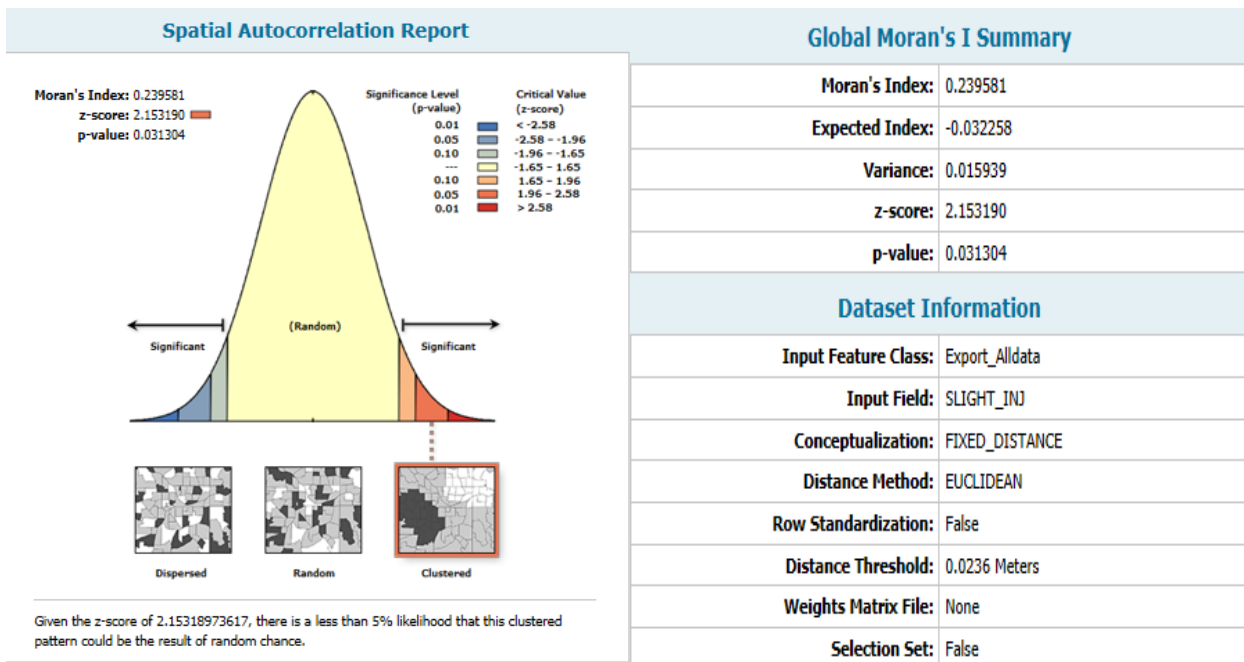 Spatial Autocorrelation Report
Moran's Index: 0.239581
z-score: 2.153190
p-value: 0.031304
Significance Level Critical Value
(p-value) (z-score)
0.01 < -2.58
0.05 -2.58 – -1.96
0.10 -1.96 – -1.65
--- -1.65 – 1.65
0.10 1.65 – 1.96
0.05 1.96 – 2.58
0.01 > 2.58
(Random)
Significant Significant
Dispersed Random Clustered
Given the z-score of 2.15318973617, there is a less than 5% likelihood that this clustered
pattern could be the result of random chance.
Global Moran's I Summary
Moran's Index: 0.239581
Expected Index: -0.032258
Variance: 0.015939
z-score: 2.153190
p-value: 0.031304
Dataset Information
Input Feature Class: Export_Alldata
Input Field: SLIGHT_INJ
Conceptualization: FIXED_DISTANCE
Distance Method: EUCLIDEAN
Row Standardization: False
Distance Threshold: 0.0236 Meters
Weights Matrix File: None
Selection Set: False